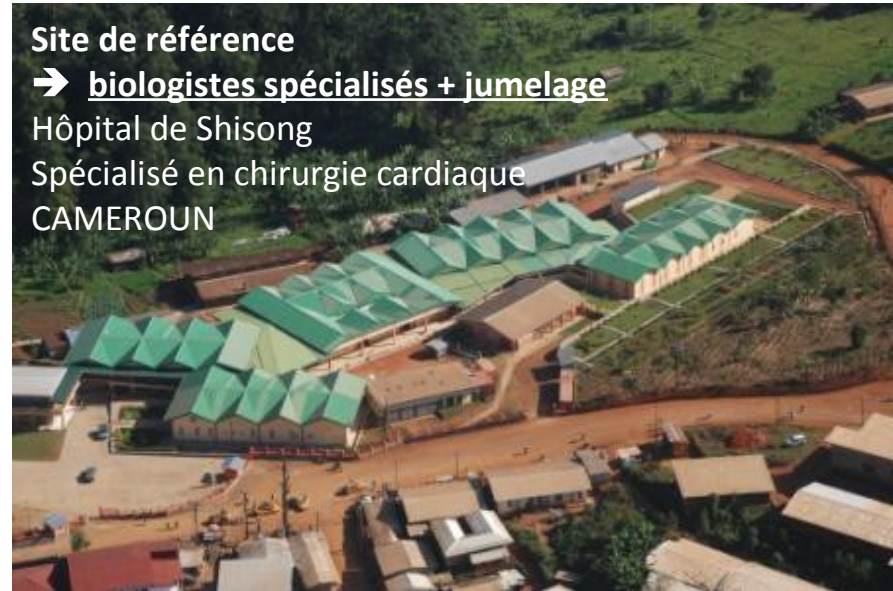 Site de référence
➔ biologistes spécialisés + jumelage
Hôpital de Shisong
Spécialisé en chirurgie cardiaque
CAMEROUN